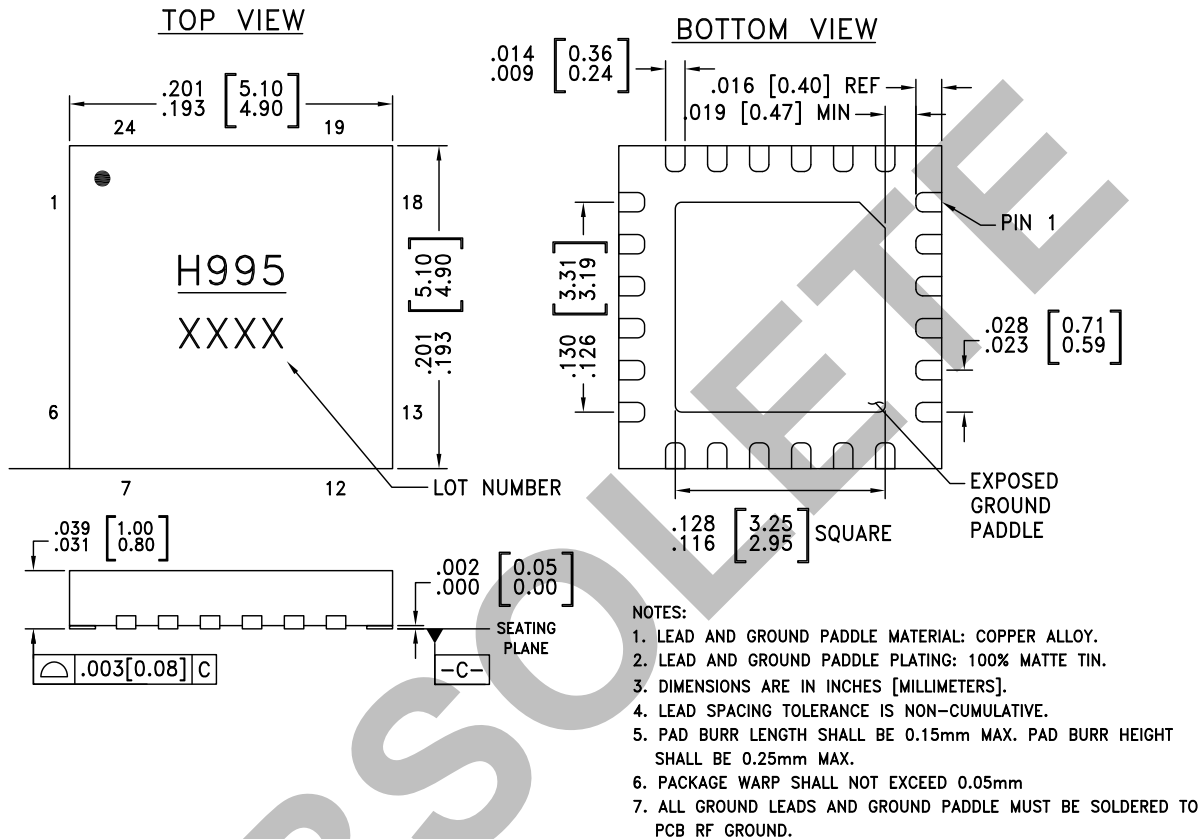 TOP VIEW
.201 [5.10]
.193 [4.90]
24 19
1 18
H995
XXXX
6 13
7 12
.201 [5.10]
.193 [4.90]
LOT NUMBER
.039 [1.00]
.031 [0.80]
.002 [0.05]
.000 [0.00]
SEATING
PLANE
.003[0.08] C
-C-
BOTTOM VIEW
.014 [0.36]
.009 [0.24]
.016 [0.40] REF
.019 [0.47] MIN
PIN 1
.130 [3.31]
.126 [3.19]
.028 [0.71]
.023 [0.59]
EXPOSED
GROUND
PADDLE
.128 [3.25] SQUARE
.116 [2.95]
NOTES:
1. LEAD AND GROUND PADDLE MATERIAL: COPPER ALLOY.
2. LEAD AND GROUND PADDLE PLATING: 100% MATTE TIN.
3. DIMENSIONS ARE IN INCHES [MILLIMETERS].
4. LEAD SPACING TOLERANCE IS NON-CUMULATIVE.
5. PAD BURR LENGTH SHALL BE 0.15mm MAX. PAD BURR HEIGHT
SHALL BE 0.25mm MAX.
6. PACKAGE WARP SHALL NOT EXCEED 0.05mm
7. ALL GROUND LEADS AND GROUND PADDLE MUST BE SOLDERED TO
PCB RF GROUND.
OBSOLETE